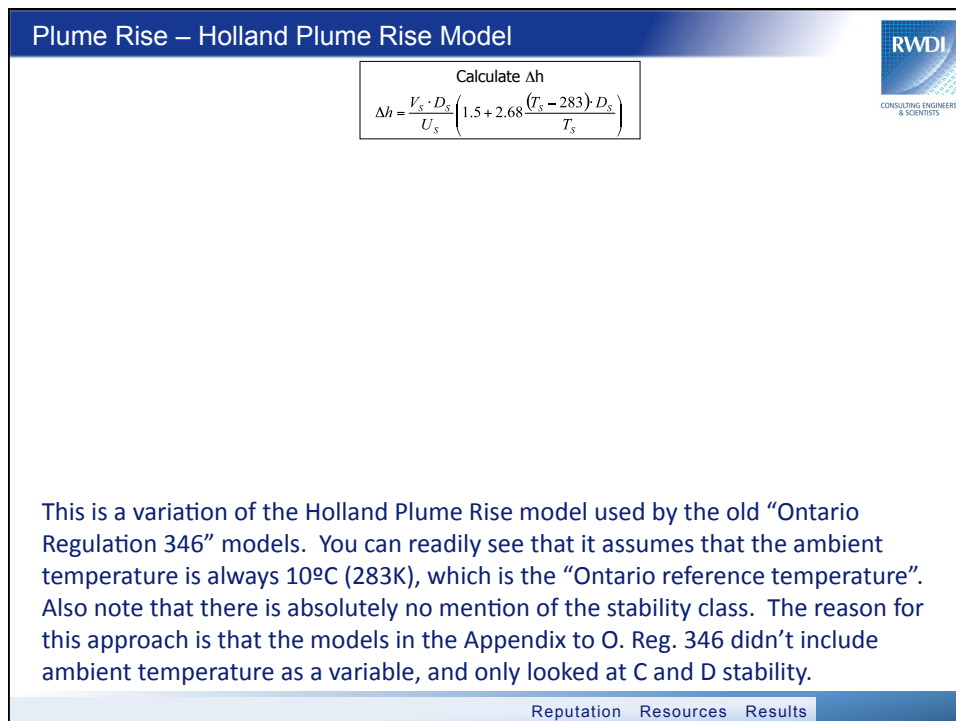 Plume Rise – Holland Plume Rise Model
RWDI
CONSULTING ENGINEERS
& SCIENTISTS
Calculate Δh
Δh = \frac{V_S · D_S}{U_S} \left( 1.5 + 2.68 \frac{(T_S − 283) · D_S}{T_S} \right)
This is a variation of the Holland Plume Rise model used by the old “Ontario
Regulation 346” models.  You can readily see that it assumes that the ambient
temperature is always 10ºC (283K), which is the “Ontario reference temperature”.
Also note that there is absolutely no mention of the stability class.  The reason for
this approach is that the models in the Appendix to O. Reg. 346 didn’t include
ambient temperature as a variable, and only looked at C and D stability.
Reputation Resources Results